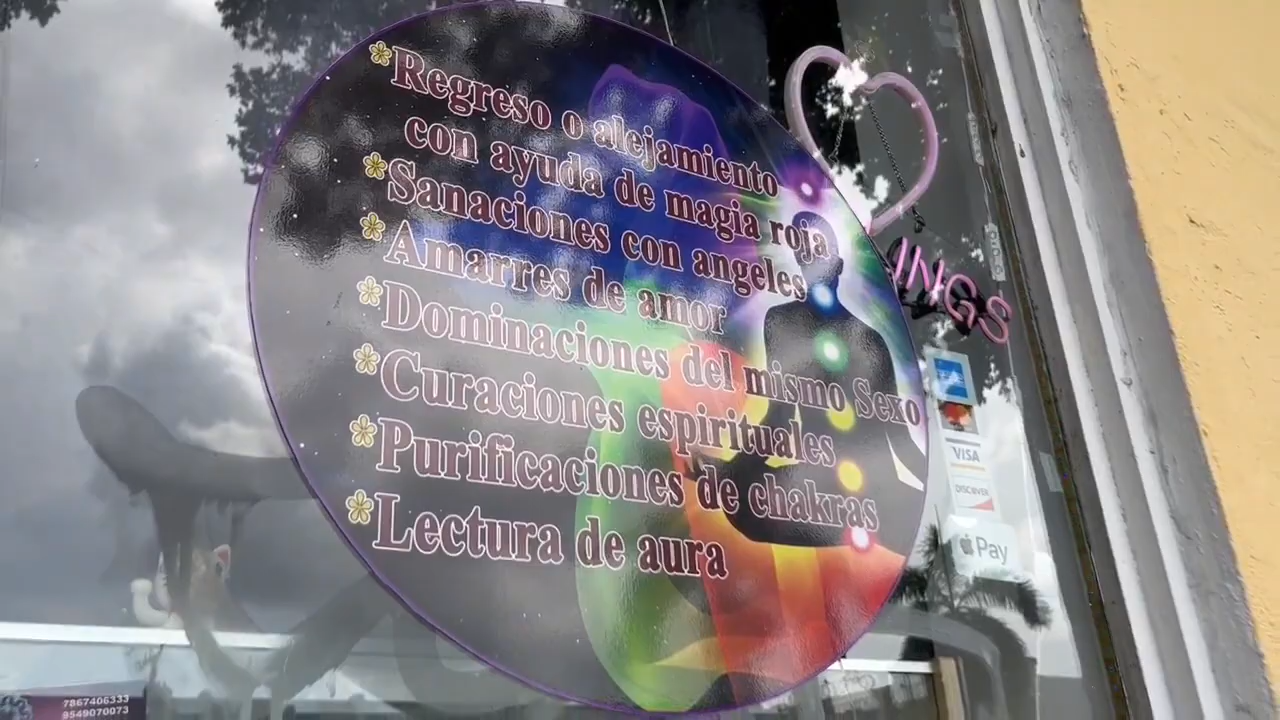 *Regreso o alejamiento
con ayuda de magia roja
*Sanaciones con angeles
*Amarres de amor
*Dominaciones del mismo Sexo
*Curaciones espirituales
*Purificaciones de chakras
*Lectura de aura
INGS
VISA
DISCOVER
Pay
7867406333
9549070073